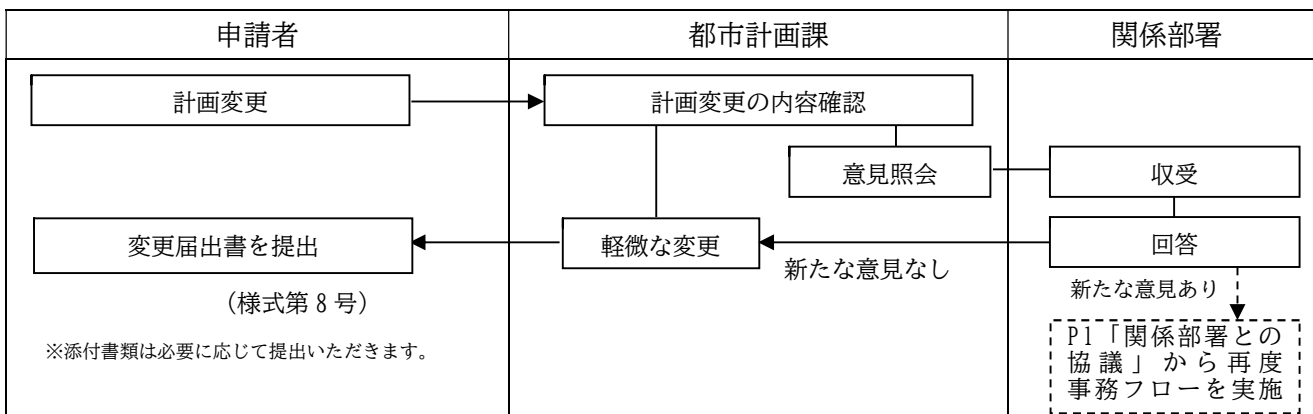 申請者
都市計画課
関係部署
計画変更
計画変更の内容確認
意見照会
収受
変更届出書を提出
軽微な変更
回答
新たな意見なし
新たな意見あり
（様式第８号）
※添付書類は必要に応じて提出いただきます。
P1「関係部署との
協議」から再度
事務フローを実施